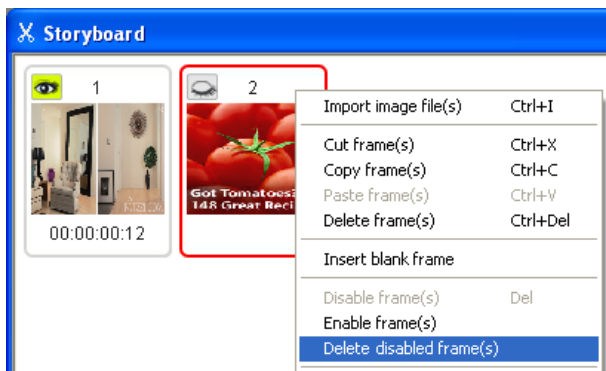 Storyboard
1
00:00:00:12
2
Got Tomatoes?
148 Great Reci
Import image file(s) Ctrl+I
Cut frame(s) Ctrl+X
Copy frame(s) Ctrl+C
Paste frame(s) Ctrl+V
Delete frame(s) Ctrl+Del
Insert blank frame
Disable frame(s) Del
Enable frame(s)
Delete disabled frame(s)